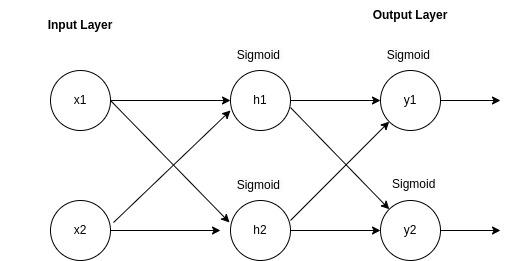 Input Layer
Output Layer
Sigmoid
Sigmoid
x1
h1
y1
Sigmoid
Sigmoid
x2
h2
y2